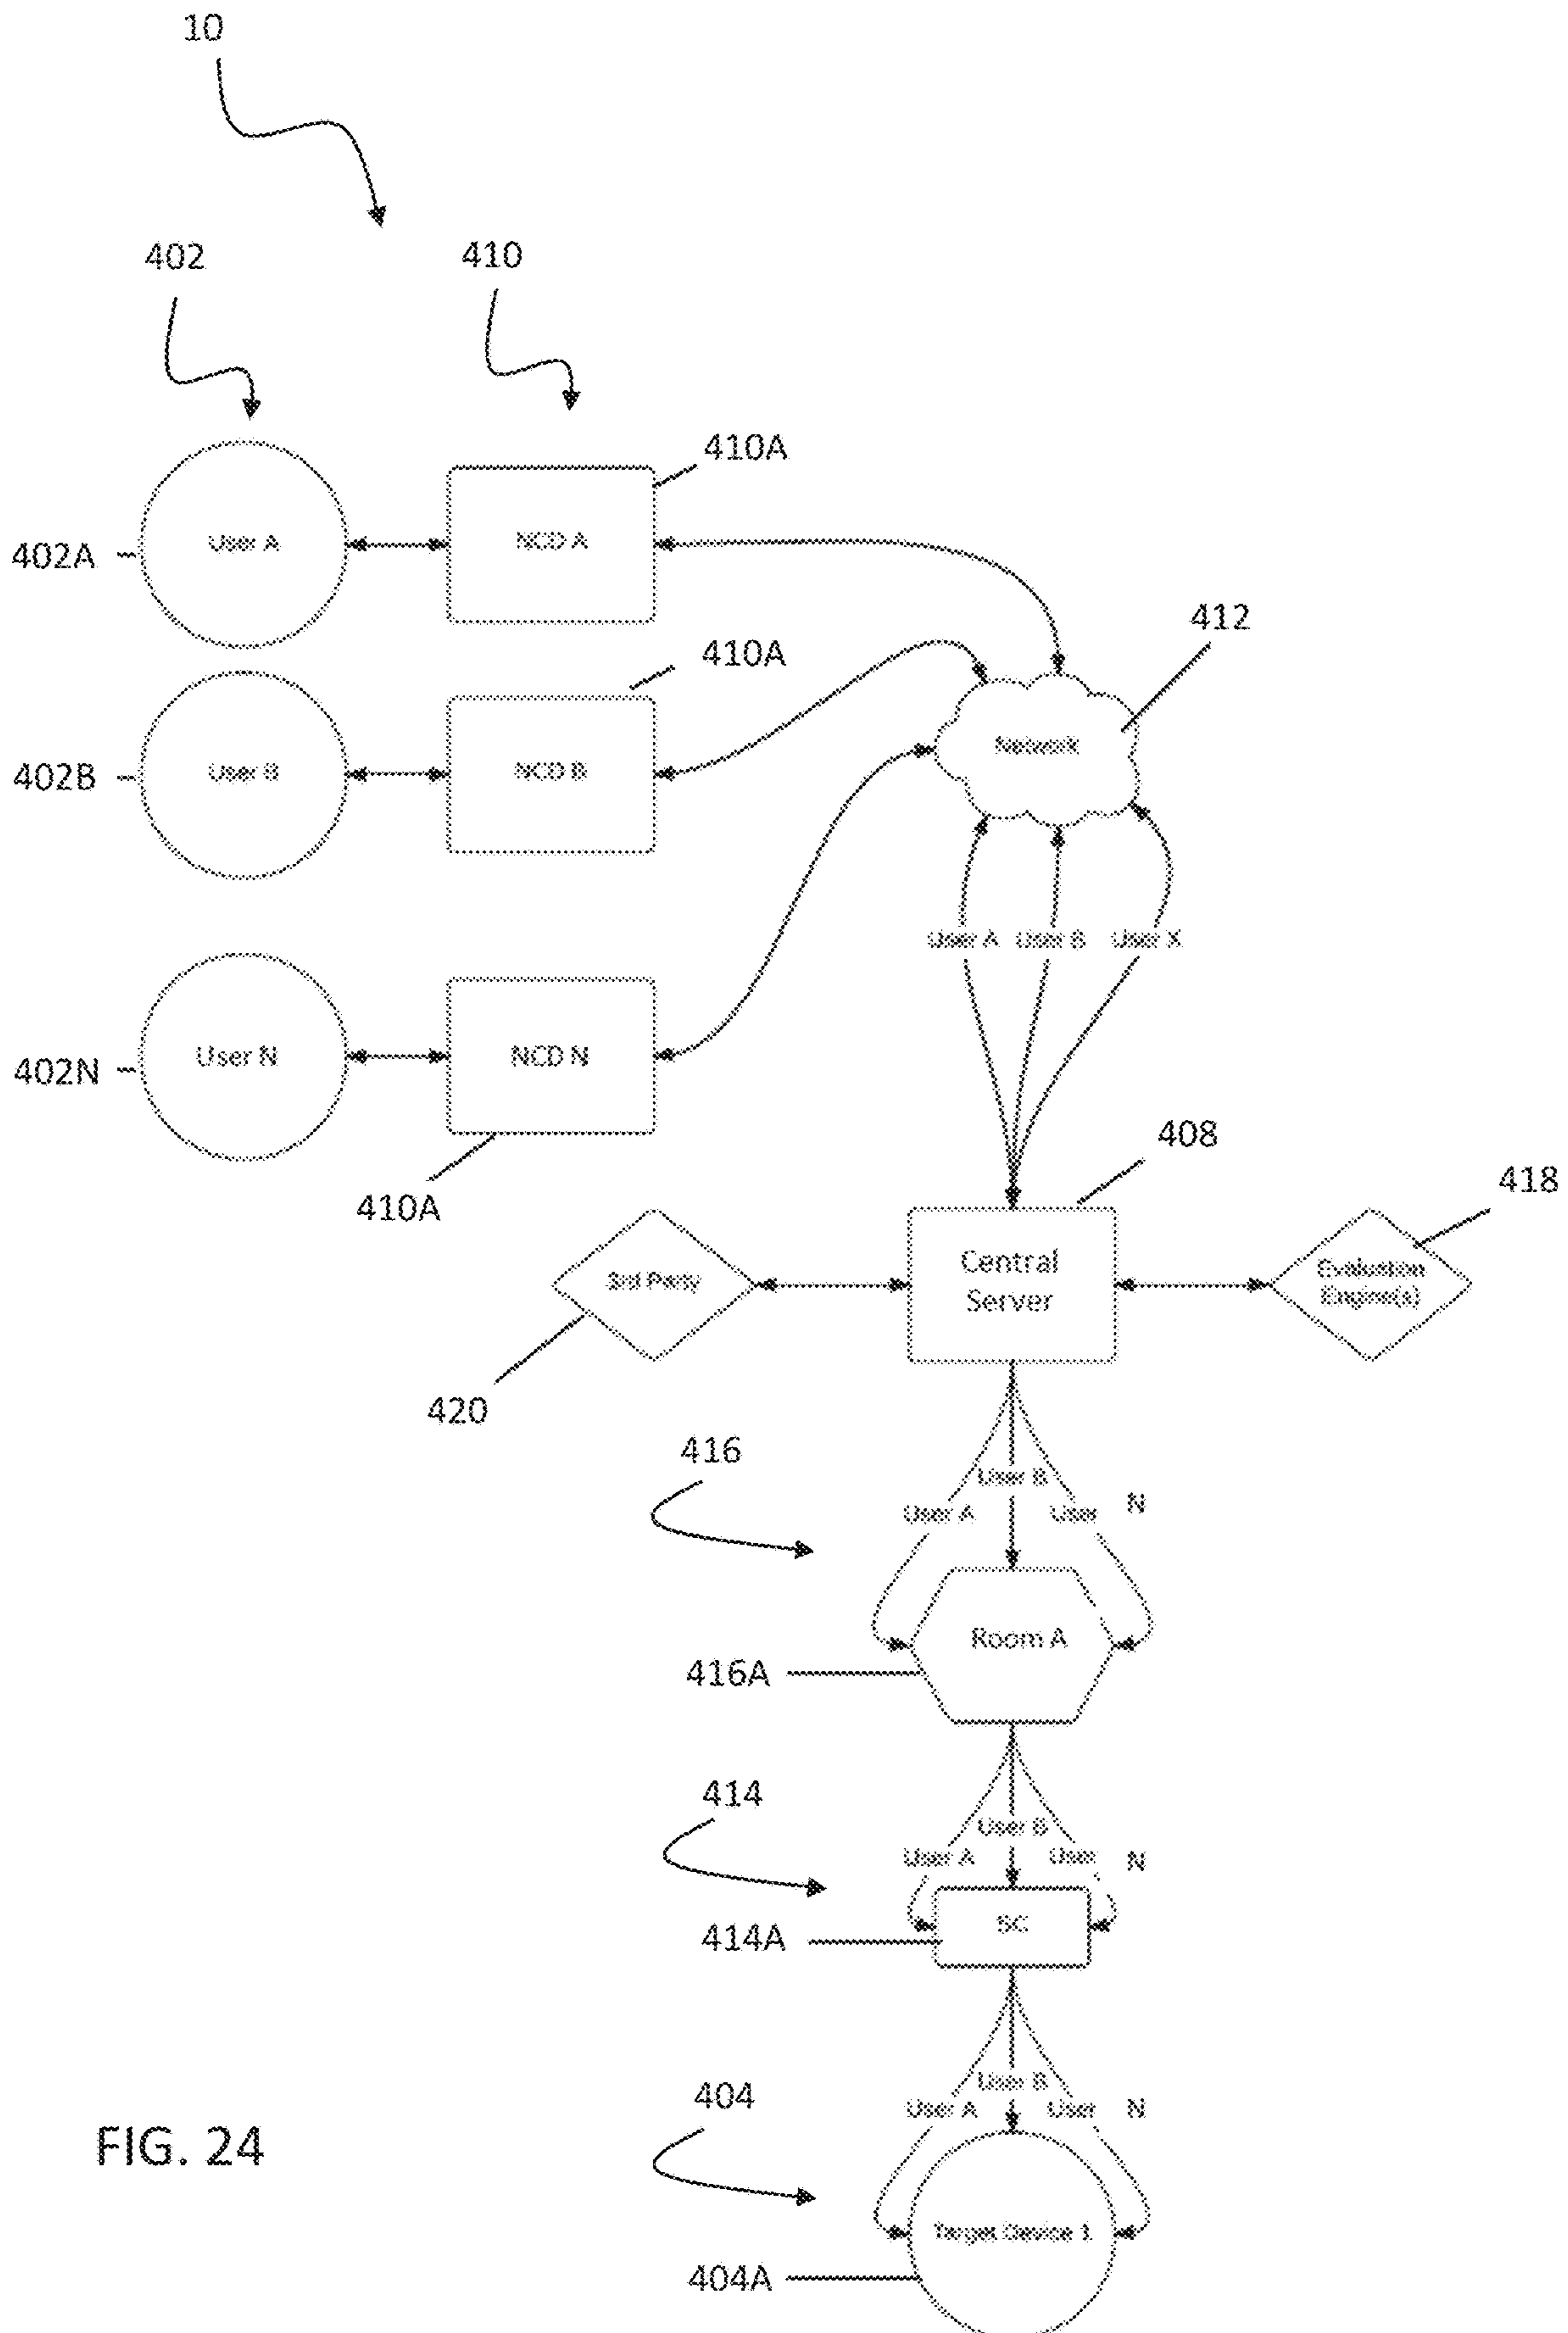 10
402
410
410A
User A
NCD A
402A
412
410A
Network
User B
NCD B
402B
User A
User B
User X
User N
NCD N
402N
408
418
410A
Central
Server
3rd Party
Evaluation
Engine(s)
420
416
User B
User A
User
N
Room A
416A
414
User B
User A
User
N
SC
414A
404
User B
User A
User
N
FIG. 24
Target Device 1
404A